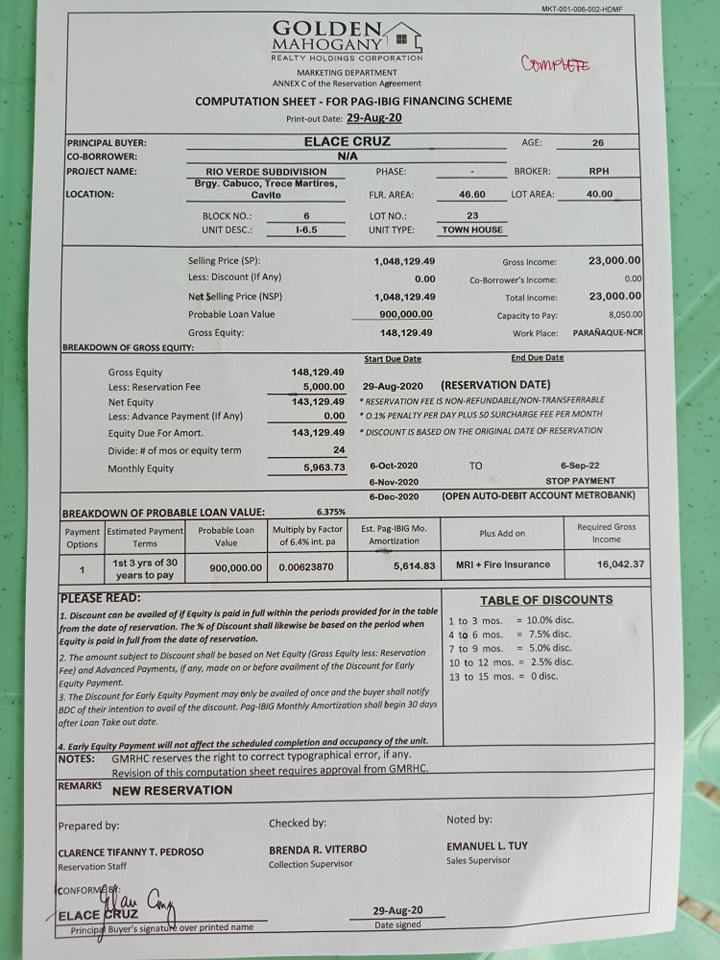 MKT-001-006-002-HDMF
GOLDEN
MAHOGANY
REALTY HOLDINGS CORPORATION
COMPLETE
MARKETING DEPARTMENT
ANNEX C of the Reservation Agreement
COMPUTATION SHEET - FOR PAG-IBIG FINANCING SCHEME
Print-out Date: 29-Aug-20
PRINCIPAL BUYER: ELACE CRUZ AGE: 26
CO-BORROWER: N/A
PROJECT NAME: RIO VERDE SUBDIVISION PHASE: - BROKER: RPH
LOCATION: Brgy. Cabuco, Trece Martires, Cavite FLR. AREA: 46.60 LOT AREA: 40.00
BLOCK NO.: 6 LOT NO.: 23
UNIT DESC.: I-6.5 UNIT TYPE: TOWN HOUSE
Selling Price (SP): 1,048,129.49 Gross Income: 23,000.00
Less: Discount (If Any) 0.00 Co-Borrower's Income: 0.00
Net Selling Price (NSP) 1,048,129.49 Total Income: 23,000.00
Probable Loan Value 900,000.00 Capacity to Pay: 8,050.00
Gross Equity: 148,129.49 Work Place: PARAÑAQUE-NCR
BREAKDOWN OF GROSS EQUITY:
Start Due Date End Due Date
Gross Equity 148,129.49
Less: Reservation Fee 5,000.00 29-Aug-2020 (RESERVATION DATE)
Net Equity 143,129.49 * RESERVATION FEE IS NON-REFUNDABLE/NON-TRANSFERRABLE
Less: Advance Payment (If Any) 0.00 * 0.1% PENALTY PER DAY PLUS 50 SURCHARGE FEE PER MONTH
Equity Due For Amort. 143,129.49 * DISCOUNT IS BASED ON THE ORIGINAL DATE OF RESERVATION
Divide: # of mos or equity term 24
Monthly Equity 5,963.73 6-Oct-2020 TO 6-Sep-22
6-Nov-2020 STOP PAYMENT
6-Dec-2020 (OPEN AUTO-DEBIT ACCOUNT METROBANK)
BREAKDOWN OF PROBABLE LOAN VALUE: 6.375%
Payment Options Estimated Payment Terms Probable Loan Value Multiply by Factor of 6.4% int. pa Est. Pag-IBIG Mo. Amortization Plus Add on Required Gross Income
1 1st 3 yrs of 30 years to pay 900,000.00 0.00623870 5,614.83 MRI + Fire Insurance 16,042.37
PLEASE READ:
1. Discount can be availed of if Equity is paid in full within the periods provided for in the table
from the date of reservation. The % of Discount shall likewise be based on the period when
Equity is paid in full from the date of reservation.
2. The amount subject to Discount shall be based on Net Equity (Gross Equity less: Reservation
Fee) and Advanced Payments, if any, made on or before availment of the Discount for Early
Equity Payment.
3. The Discount for Early Equity Payment may only be availed of once and the buyer shall notify
BDC of their intention to avail of the discount. Pag-IBIG Monthly Amortization shall begin 30 days
after Loan Take out date.
4. Early Equity Payment will not affect the scheduled completion and occupancy of the unit.
TABLE OF DISCOUNTS
1 to 3 mos. = 10.0% disc.
4 to 6 mos. = 7.5% disc.
7 to 9 mos. = 5.0% disc.
10 to 12 mos. = 2.5% disc.
13 to 15 mos. = 0 disc.
NOTES: GMRHC reserves the right to correct typographical error, if any.
Revision of this computation sheet requires approval from GMRHC.
REMARKS NEW RESERVATION
Prepared by: Checked by: Noted by:
CLARENCE TIFANNY T. PEDROSO BRENDA R. VITERBO EMANUEL L. TUY
Reservation Staff Collection Supervisor Sales Supervisor
CONFORM
ELACE CRUZ 29-Aug-20
Principal Buyer's signature over printed name Date signed